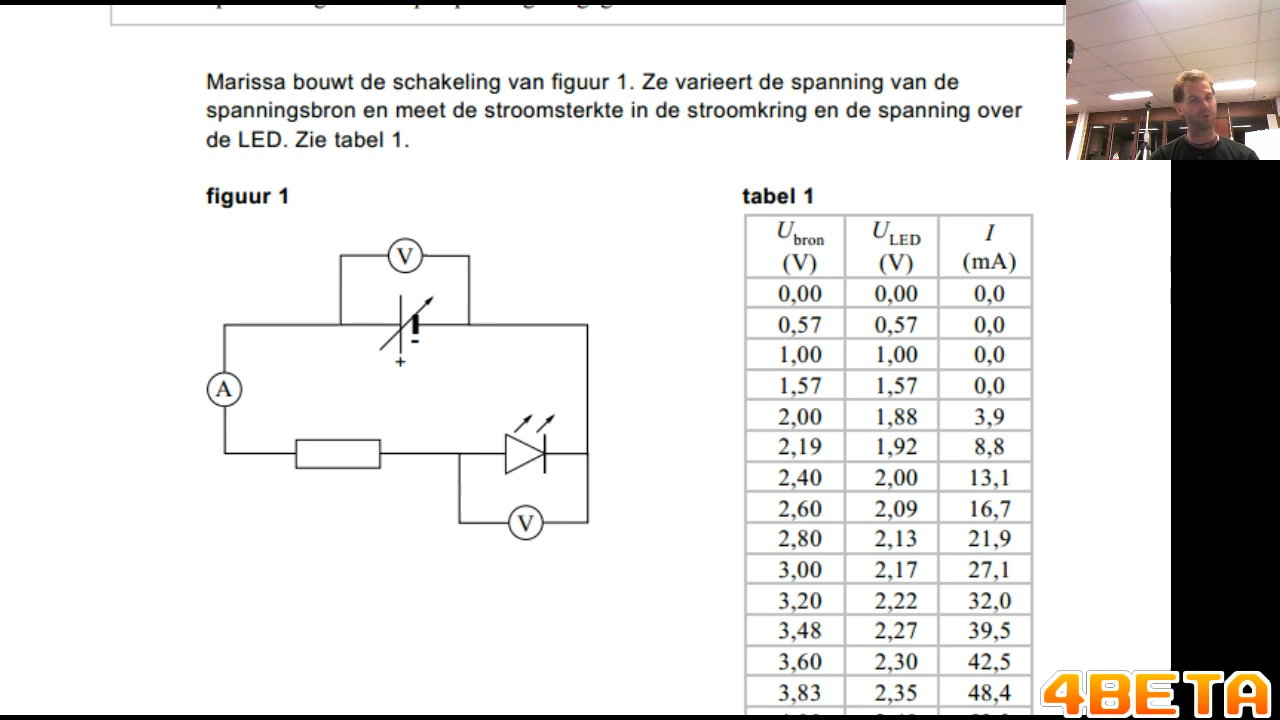 Marissa bouwt de schakeling van figuur 1. Ze varieert de spanning van de
spanningsbron en meet de stroomsterkte in de stroomkring en de spanning over
de LED. Zie tabel 1.
figuur 1
V
+
-
A
V
tabel 1
U bron (V) U LED (V) I (mA)
0,00 0,00 0,0
0,57 0,57 0,0
1,00 1,00 0,0
1,57 1,57 0,0
2,00 1,88 3,9
2,19 1,92 8,8
2,40 2,00 13,1
2,60 2,09 16,7
2,80 2,13 21,9
3,00 2,17 27,1
3,20 2,22 32,0
3,48 2,27 39,5
3,60 2,30 42,5
3,83 2,35 48,4
4BETA